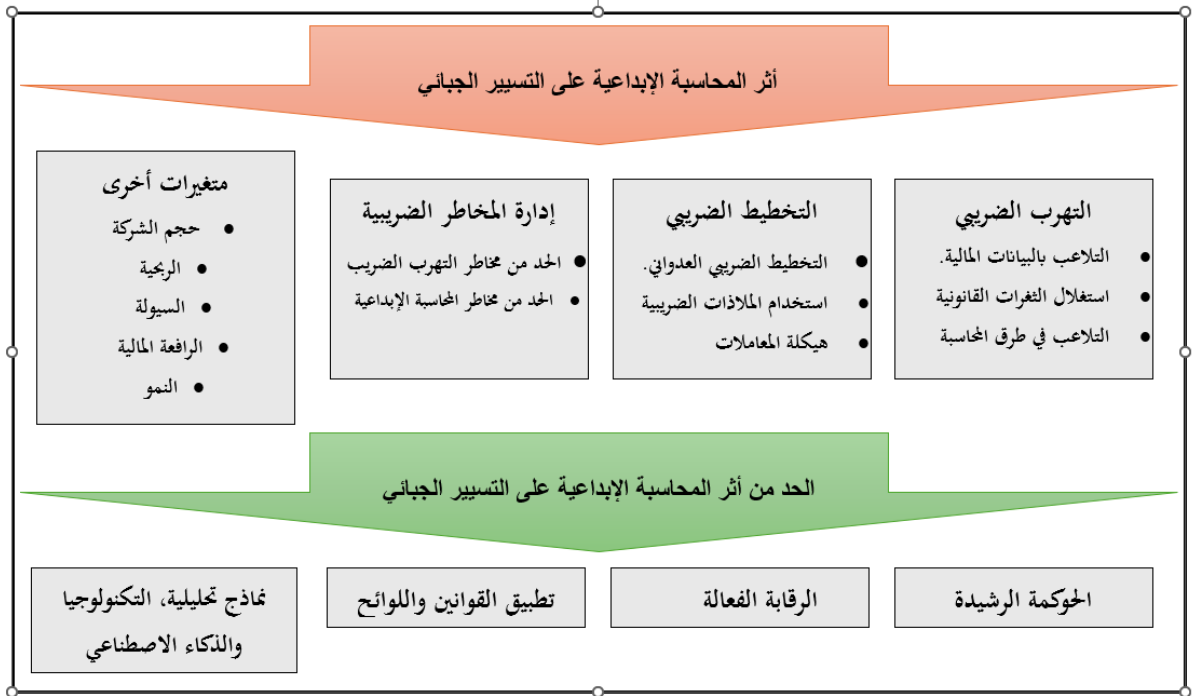 أثر المحاسبة الإبداعية على التسيير الجبائي
التهرب الضريبي
• التلاعب بالبيانات المالية.
• استغلال الثغرات القانونية
• التلاعب في طرق المحاسبة
التخطيط الضريبي
• التخطيط الضريبي العدواني.
• استخدام الملاذات الضريبية
• هيكلة المعاملات
إدارة المخاطر الضريبية
• الحد من مخاطر التهرب الضريب
• الحد من مخاطر المحاسبة الإبداعية
متغيرات أخرى
• حجم الشركة
• الربحية
• السيولة
• الرافعة المالية
• النمو
الحد من أثر المحاسبة الإبداعية على التسيير الجبائي
الحوكمة الرشيدة
الرقابة الفعالة
تطبيق القوانين واللوائح
نماذج تحليلية، التكنولوجيا
والذكاء الاصطناعي